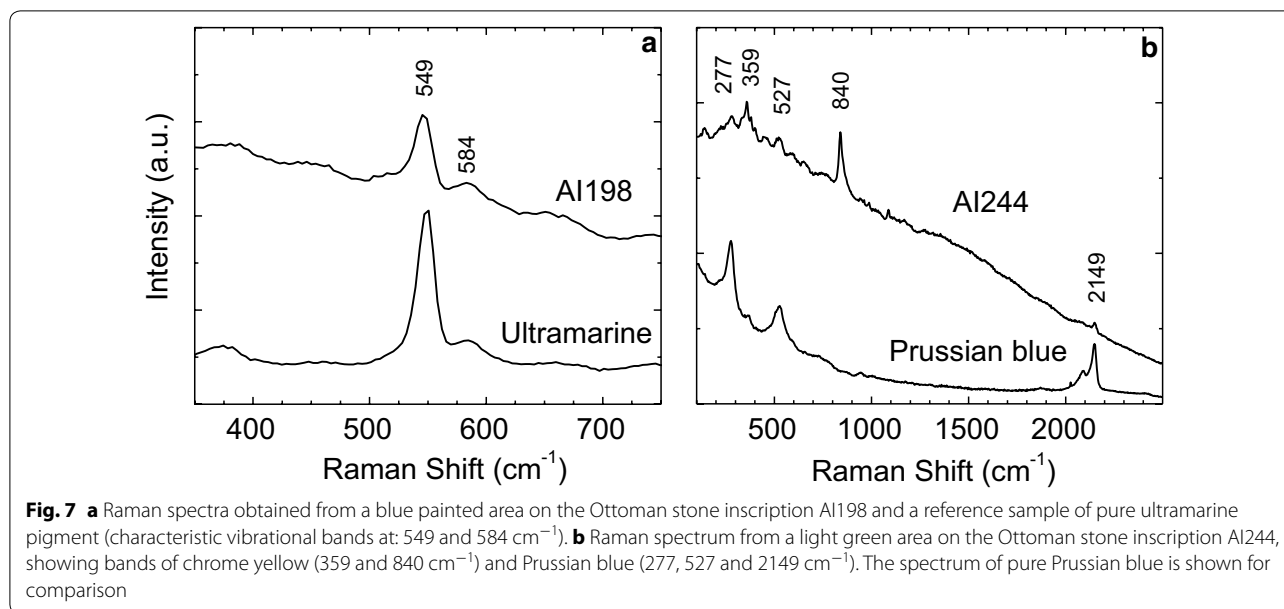 a
549
584
AI198
Ultramarine
Intensity (a.u.)
400 500 600 700
Raman Shift (cm⁻¹)
b
277
359
527
840
AI244
2149
Prussian blue
500 1000 1500 2000
Raman Shift (cm⁻¹)
Fig. 7 a Raman spectra obtained from a blue painted area on the Ottoman stone inscription AI198 and a reference sample of pure ultramarine
pigment (characteristic vibrational bands at: 549 and 584 cm⁻¹). b Raman spectrum from a light green area on the Ottoman stone inscription AI244,
showing bands of chrome yellow (359 and 840 cm⁻¹) and Prussian blue (277, 527 and 2149 cm⁻¹). The spectrum of pure Prussian blue is shown for
comparison